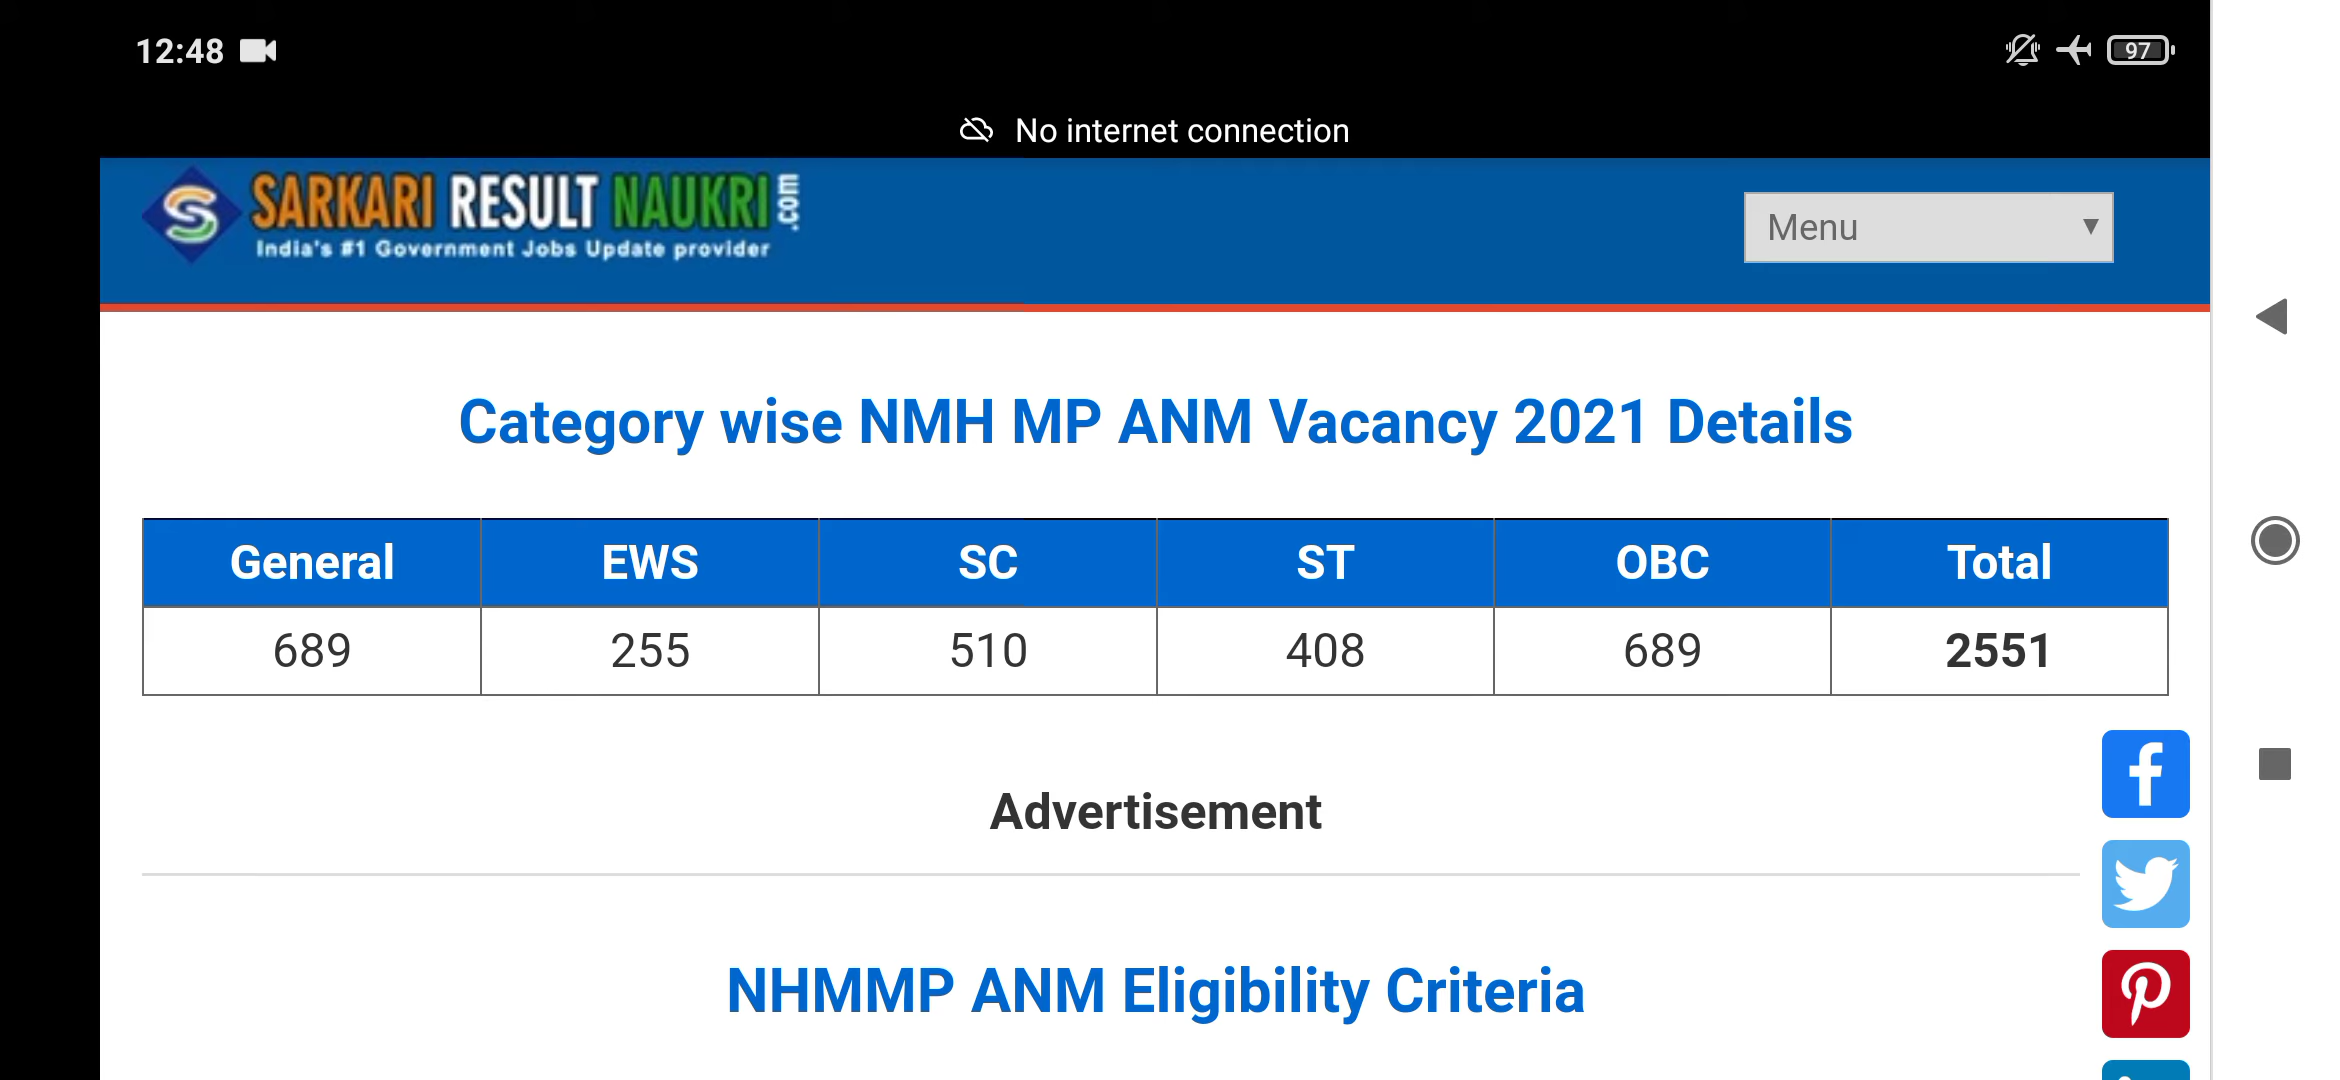 12:48
97
No internet connection
SARKARI RESULT NAUKRI.com
India's #1 Government Jobs Update provider
Menu
Category wise NMH MP ANM Vacancy 2021 Details
General EWS SC ST OBC Total
689 255 510 408 689 2551
Advertisement
NHMMP ANM Eligibility Criteria